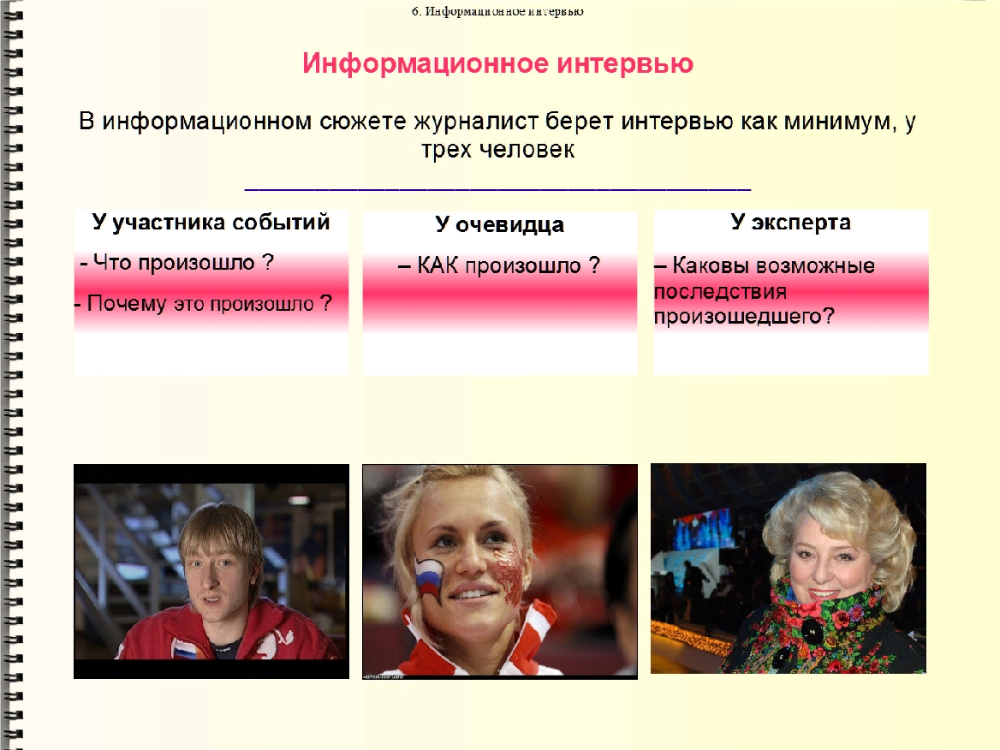 6. Информационное интервью
Информационное интервью
В информационном сюжете журналист берет интервью как минимум, у
трех человек
У участника событий
- Что произошло ?
- Почему это произошло ?
У очевидца
– КАК произошло ?
У эксперта
– Каковы возможные
последствия
произошедшего?